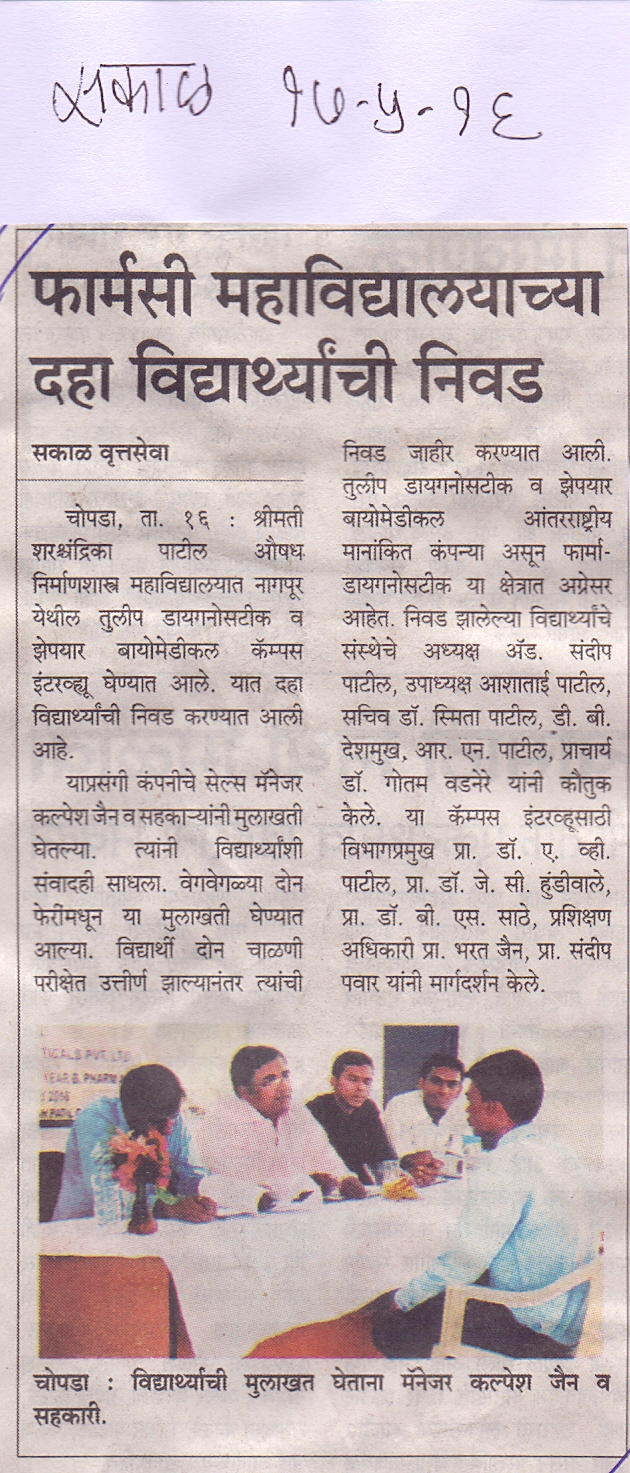 सकाळ १७-५-१६
फार्मसी महाविद्यालयाच्या
दहा विद्यार्थ्यांची निवड
सकाळ वृत्तसेवा
चोपडा, ता. १६ : श्रीमती
शरश्चंद्रिका पाटील औषध
निर्माणशास्त्र महाविद्यालयात नागपूर
येथील तुलीप डायगनोसटीक व
झेपयार बायोमेडीकल कॅम्पस
इंटरव्ह्यू घेण्यात आले. यात दहा
विद्यार्थ्यांची निवड करण्यात आली
आहे.
याप्रसंगी कंपनीचे सेल्स मॅनेजर
कल्पेश जैन व सहकाऱ्यांनी मुलाखती
घेतल्या. त्यांनी विद्यार्थ्यांशी
संवादही साधला. वेगवेगळ्या दोन
फेरींमधून या मुलाखती घेण्यात
आल्या. विद्यार्थी दोन चाळणी
परीक्षेत उत्तीर्ण झाल्यानंतर त्यांची
निवड जाहीर करण्यात आली.
तुलीप डायगनोसटीक व झेपयार
बायोमेडीकल आंतरराष्ट्रीय
मानांकित कंपन्या असून फार्मा-
डायगनोसटीक या क्षेत्रात अग्रेसर
आहेत. निवड झालेल्या विद्यार्थ्यांचे
संस्थेचे अध्यक्ष ॲड. संदीप
पाटील, उपाध्यक्ष आशाताई पाटील,
सचिव डॉ. स्मिता पाटील, डी. बी.
देशमुख, आर. एन. पाटील, प्राचार्य
डॉ. गोतम वडनेरे यांनी कौतुक
केले. या कॅम्पस इंटरव्हूसाठी
विभागप्रमुख प्रा. डॉ. ए. व्ही.
पाटील, प्रा. डॉ. जे. सी. हुंडीवाले,
प्रा. डॉ. बी. एस. साठे, प्रशिक्षण
अधिकारी प्रा. भरत जैन, प्रा. संदीप
पवार यांनी मार्गदर्शन केले.
TICALS PVT. LTD
YEAR B. PHARM
2016
PATIL
चोपडा : विद्यार्थ्यांची मुलाखत घेताना मॅनेजर कल्पेश जैन व
सहकारी.